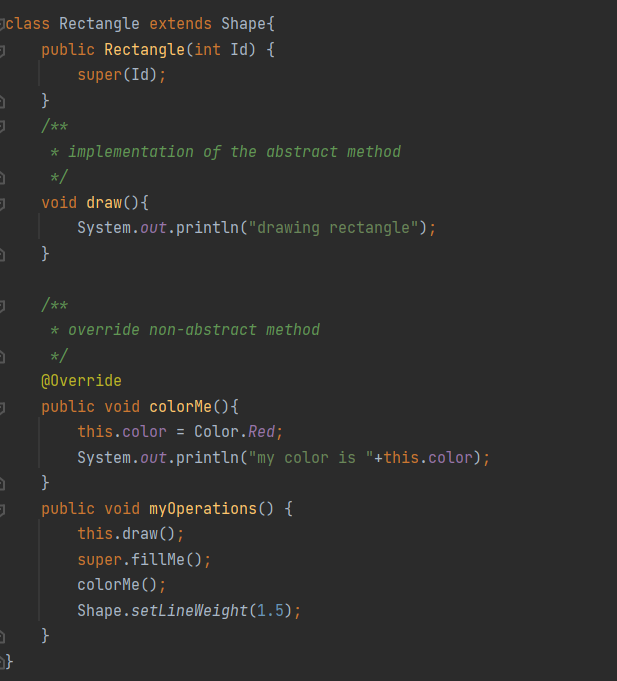 class Rectangle extends Shape{
    public Rectangle(int Id) {
        super(Id);
    }
    /**
     * implementation of the abstract method
     */
    void draw(){
        System.out.println("drawing rectangle");
    }

    /**
     * override non-abstract method
     */
    @Override
    public void colorMe(){
        this.color = Color.Red;
        System.out.println("my color is "+this.color);
    }
    public void myOperations() {
        this.draw();
        super.fillMe();
        colorMe();
        Shape.setLineWeight(1.5);
    }
}